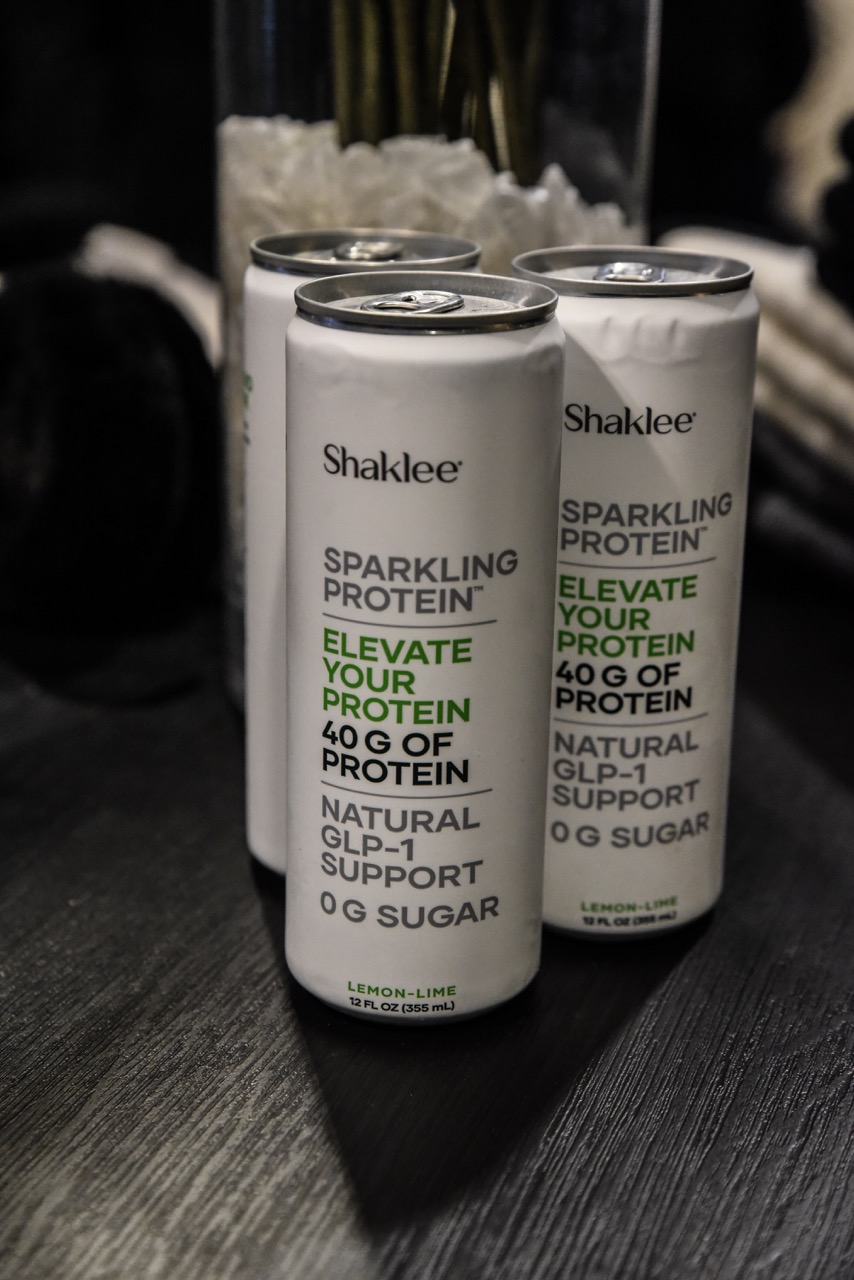 Shaklee®
SPARKLING
PROTEIN™
ELEVATE
YOUR
PROTEIN
40 G OF
PROTEIN
NATURAL
GLP-1
SUPPORT
0 G SUGAR
LEMON-LIME
12 FL OZ (355 mL)
Shaklee®
SPARKLING
PROTEIN™
ELEVATE
YOUR
PROTEIN
40 G OF
PROTEIN
NATURAL
GLP-1
SUPPORT
0 G SUGAR
LEMON-LIME
12 FL OZ (355 mL)